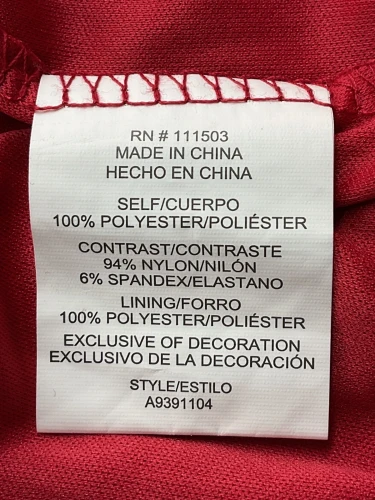 RN # 111503
MADE IN CHINA
HECHO EN CHINA
SELF/CUERPO
100% POLYESTER/POLIÉSTER
CONTRAST/CONTRASTE
94% NYLON/NILÓN
6% SPANDEX/ELASTANO
LINING/FORRO
100% POLYESTER/POLIÉSTER
EXCLUSIVE OF DECORATION
EXCLUSIVO DE LA DECORACIÓN
STYLE/ESTILO
A9391104